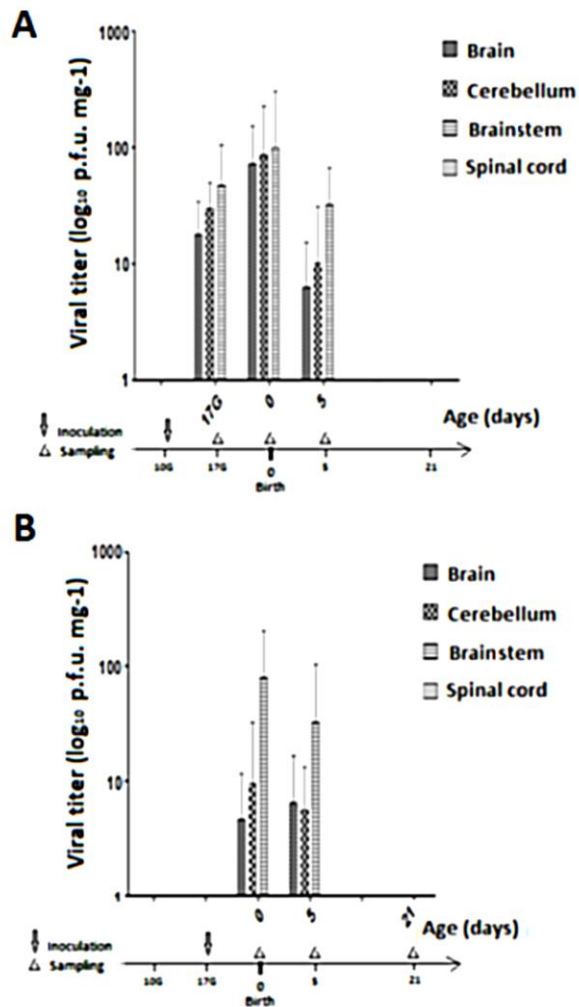 A
1000
100
10
1
Viral titer (log₁₀ p.f.u. mg-1)
Brain
Cerebellum
Brainstem
Spinal cord
17G
0
5
Age (days)
Inoculation
Sampling
10G
17G
0
5
21
Birth
B
1000
100
10
1
Viral titer (log₁₀ p.f.u. mg-1)
Brain
Cerebellum
Brainstem
Spinal cord
0
5
21
Age (days)
Inoculation
Sampling
10G
17G
0
5
21
Birth